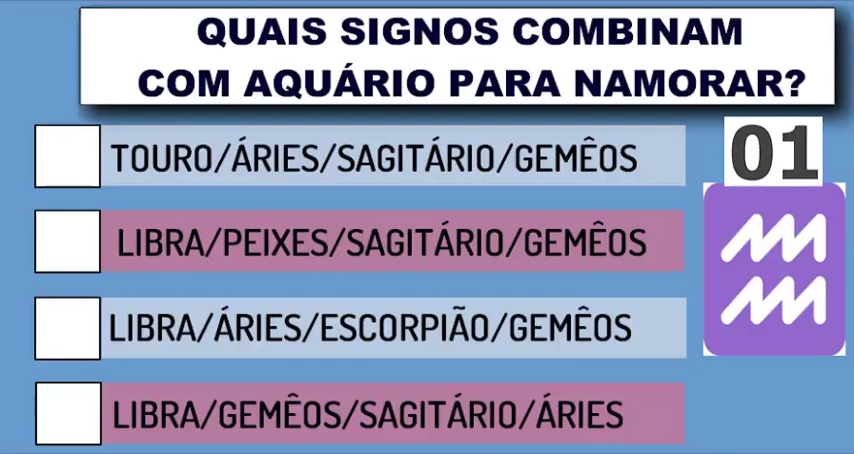 QUAIS SIGNOS COMBINAM
COM AQUÁRIO PARA NAMORAR?
TOURO/ÁRIES/SAGITÁRIO/GEMÊOS
01
LIBRA/PEIXES/SAGITÁRIO/GEMÊOS
LIBRA/ÁRIES/ESCORPIÃO/GEMÊOS
LIBRA/GEMÊOS/SAGITÁRIO/ÁRIES